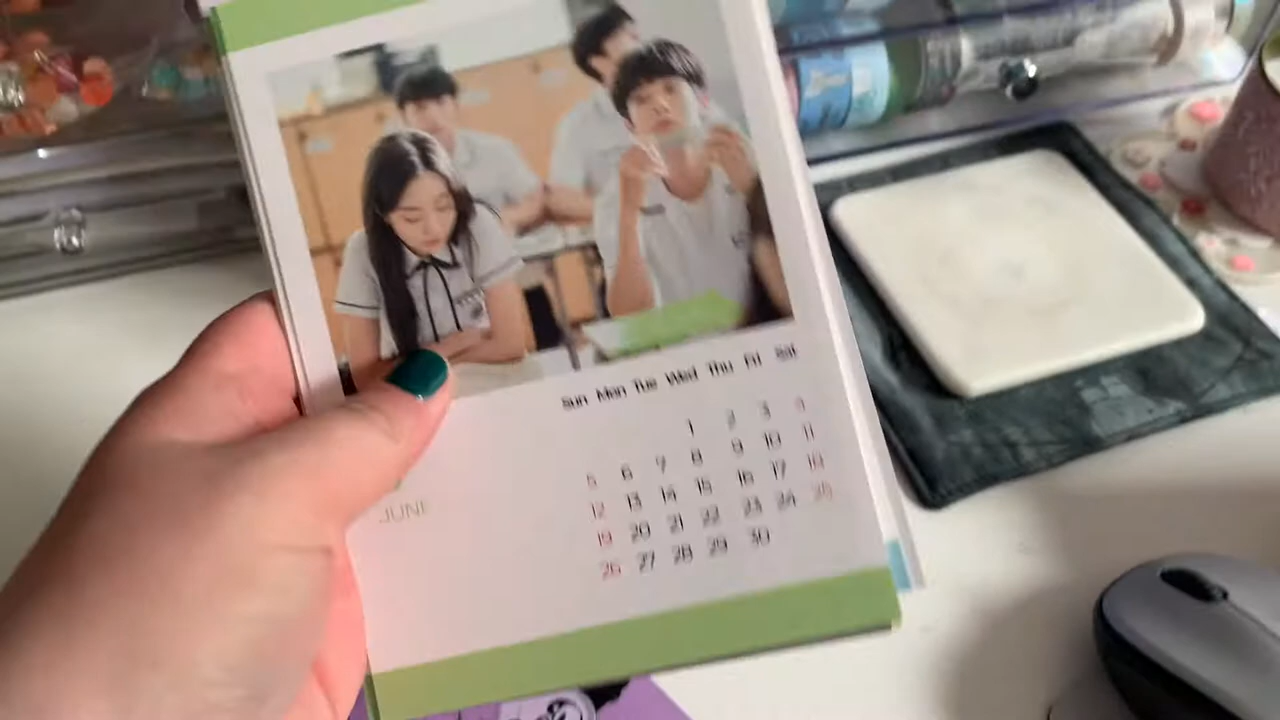 Sun Mon Tue Wed Thu Fri Sat
1 2 3 4
5 6 7 8 9 10 11
12 13 14 15 16 17 18
19 20 21 22 23 24 25
26 27 28 29 30
JUNE